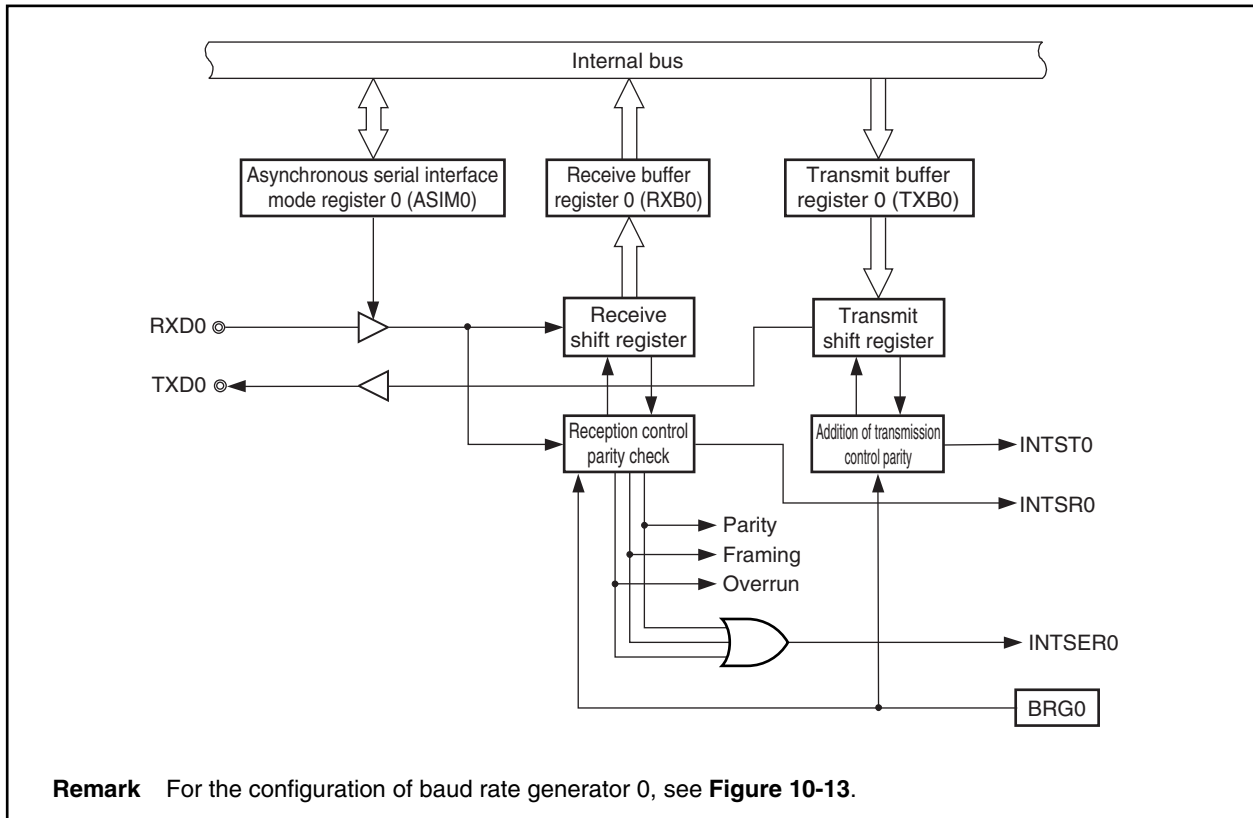 Internal bus
Asynchronous serial interface
mode register 0 (ASIM0)
Receive buffer
register 0 (RXB0)
Transmit buffer
register 0 (TXB0)
RXD0
Receive
shift register
Transmit
shift register
TXD0
Reception control
parity check
Addition of transmission
control parity
INTST0
INTSR0
Parity
Framing
Overrun
INTSER0
BRG0
Remark For the configuration of baud rate generator 0, see Figure 10-13.